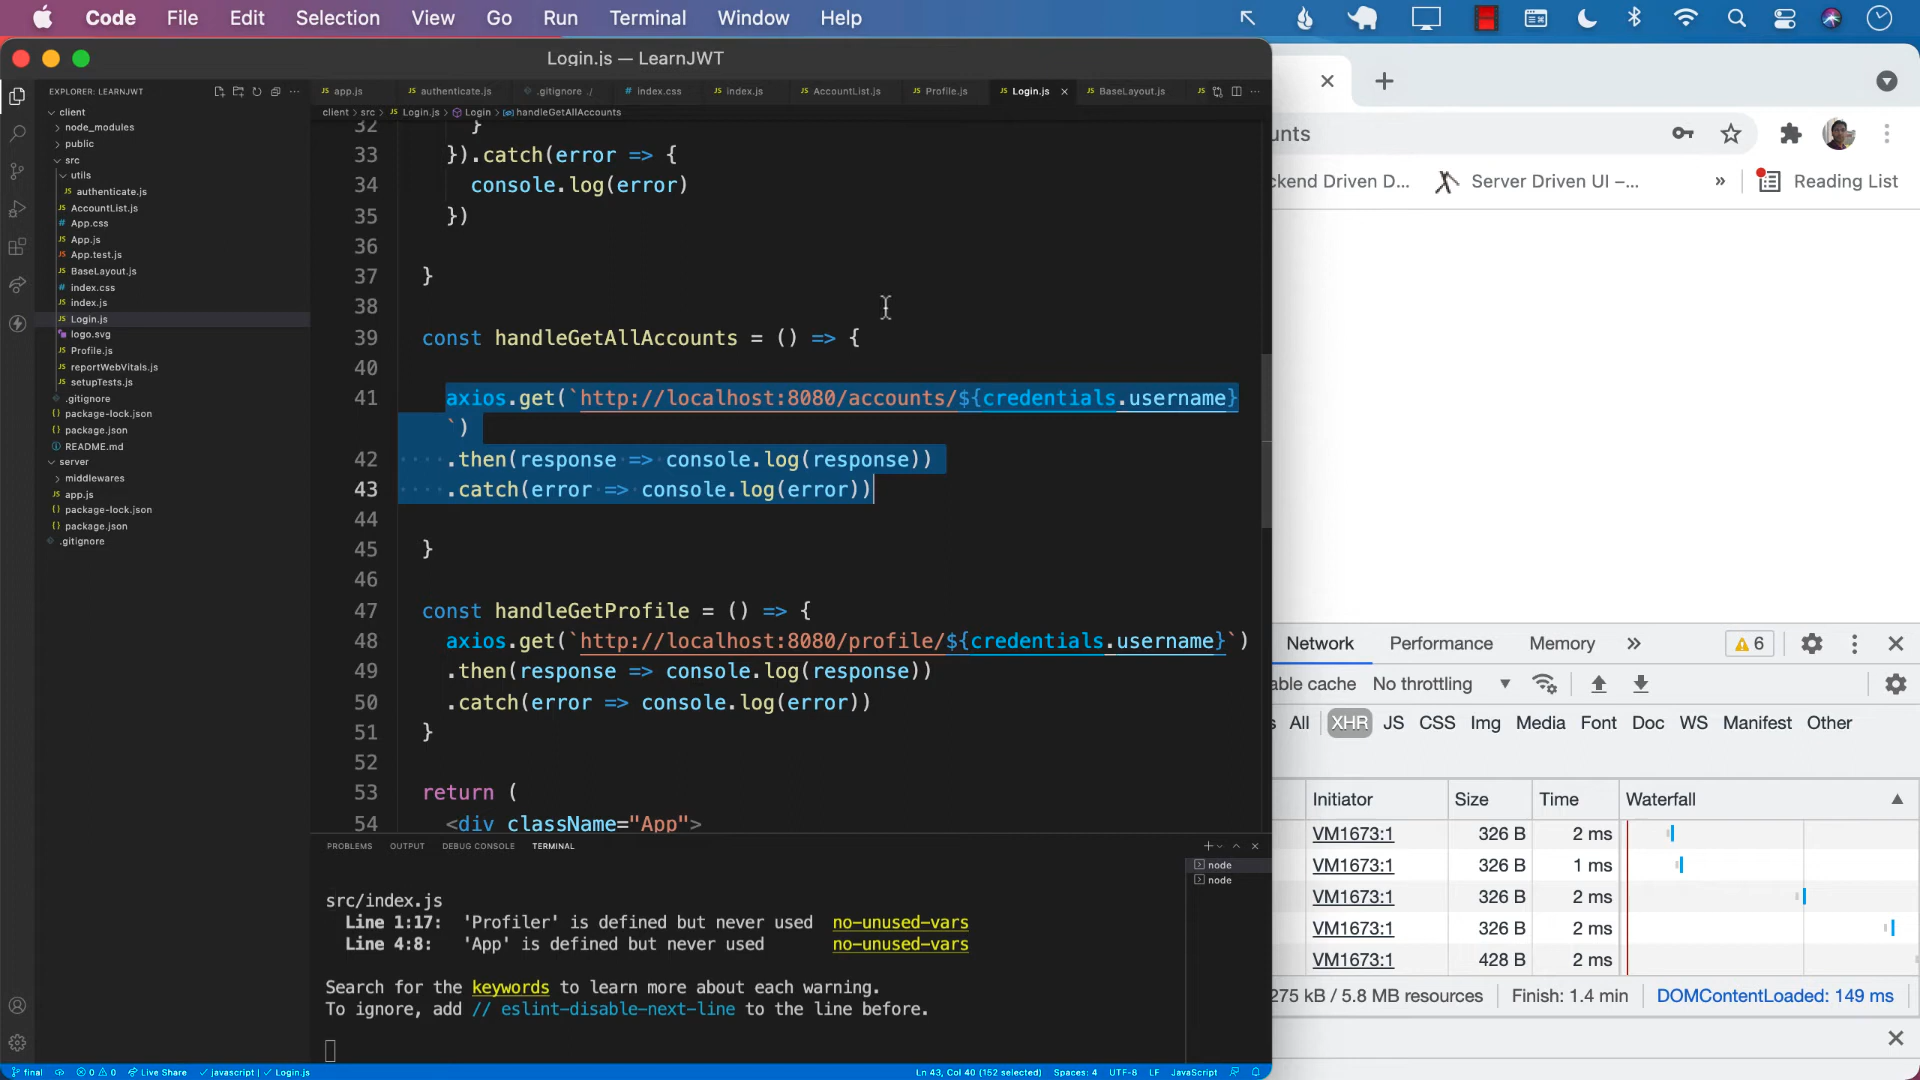 Code File Edit Selection View Go Run Terminal Window Help
Login.js — LearnJWT
EXPLORER: LEARNJWT
client
node_modules
public
src
utils
authenticate.js
AccountList.js
App.css
App.js
App.test.js
BaseLayout.js
index.css
index.js
Login.js
logo.svg
Profile.js
reportWebVitals.js
setupTests.js
.gitignore
package-lock.json
package.json
README.md
server
middlewares
app.js
package-lock.json
package.json
.gitignore
app.js authenticate.js .gitignore ./ index.css index.js AccountList.js Profile.js Login.js BaseLayout.js
client > src > Login.js > Login > handleGetAllAccounts
32 }
33 }).catch(error => {
34 console.log(error)
35 })
36
37 }
38
39 const handleGetAllAccounts = () => {
40
41 axios.get(`http://localhost:8080/accounts/${credentials.username}
`)
42 .then(response => console.log(response))
43 .catch(error => console.log(error))
44
45 }
46
47 const handleGetProfile = () => {
48 axios.get(`http://localhost:8080/profile/${credentials.username}`)
49 .then(response => console.log(response))
50 .catch(error => console.log(error))
51 }
52
53 return (
54 <div className="App">
PROBLEMS OUTPUT DEBUG CONSOLE TERMINAL
node
node
src/index.js
Line 1:17: 'Profiler' is defined but never used no-unused-vars
Line 4:8: 'App' is defined but never used no-unused-vars
Search for the keywords to learn more about each warning.
To ignore, add // eslint-disable-next-line to the line before.
final 0 0 Live Share javascript | Login.js Ln 43, Col 40 (152 selected) Spaces: 4 UTF-8 LF JavaScript
unts
ckend Driven D... Server Driven UI –... » Reading List
Network Performance Memory » 6
able cache No throttling
s All XHR JS CSS Img Media Font Doc WS Manifest Other
Initiator Size Time Waterfall
VM1673:1 326 B 2 ms
VM1673:1 326 B 1 ms
VM1673:1 326 B 2 ms
VM1673:1 326 B 2 ms
VM1673:1 428 B 2 ms
275 kB / 5.8 MB resources Finish: 1.4 min DOMContentLoaded: 149 ms